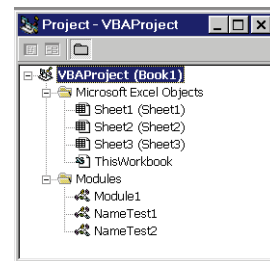 Project - VBAProject
VBAProject (Book1)
Microsoft Excel Objects
Sheet1 (Sheet1)
Sheet2 (Sheet2)
Sheet3 (Sheet3)
ThisWorkbook
Modules
Module1
NameTest1
NameTest2